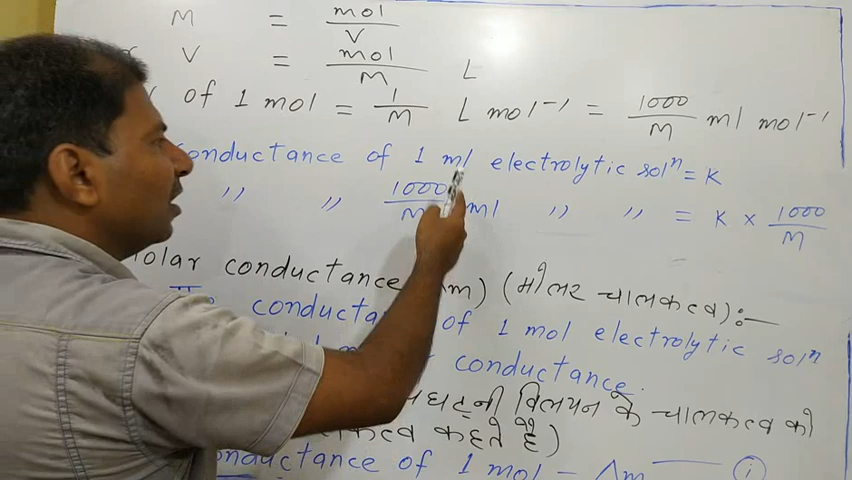 M = mol/V
V = mol/M L
of 1 mol = 1/M L mol⁻¹ = 1000/M ml mol⁻¹
conductance of 1 ml electrolytic solⁿ = K
〃 〃 1000/M ml 〃 〃 = K × 1000/M
olar conductance m) (मोलर चालकत्व) :—
conducta of 1 mol electrolytic solⁿ
conductance.
विलयन के चालकत्व को
कहते है)
onductance of 1 mol = Λm —— (i)